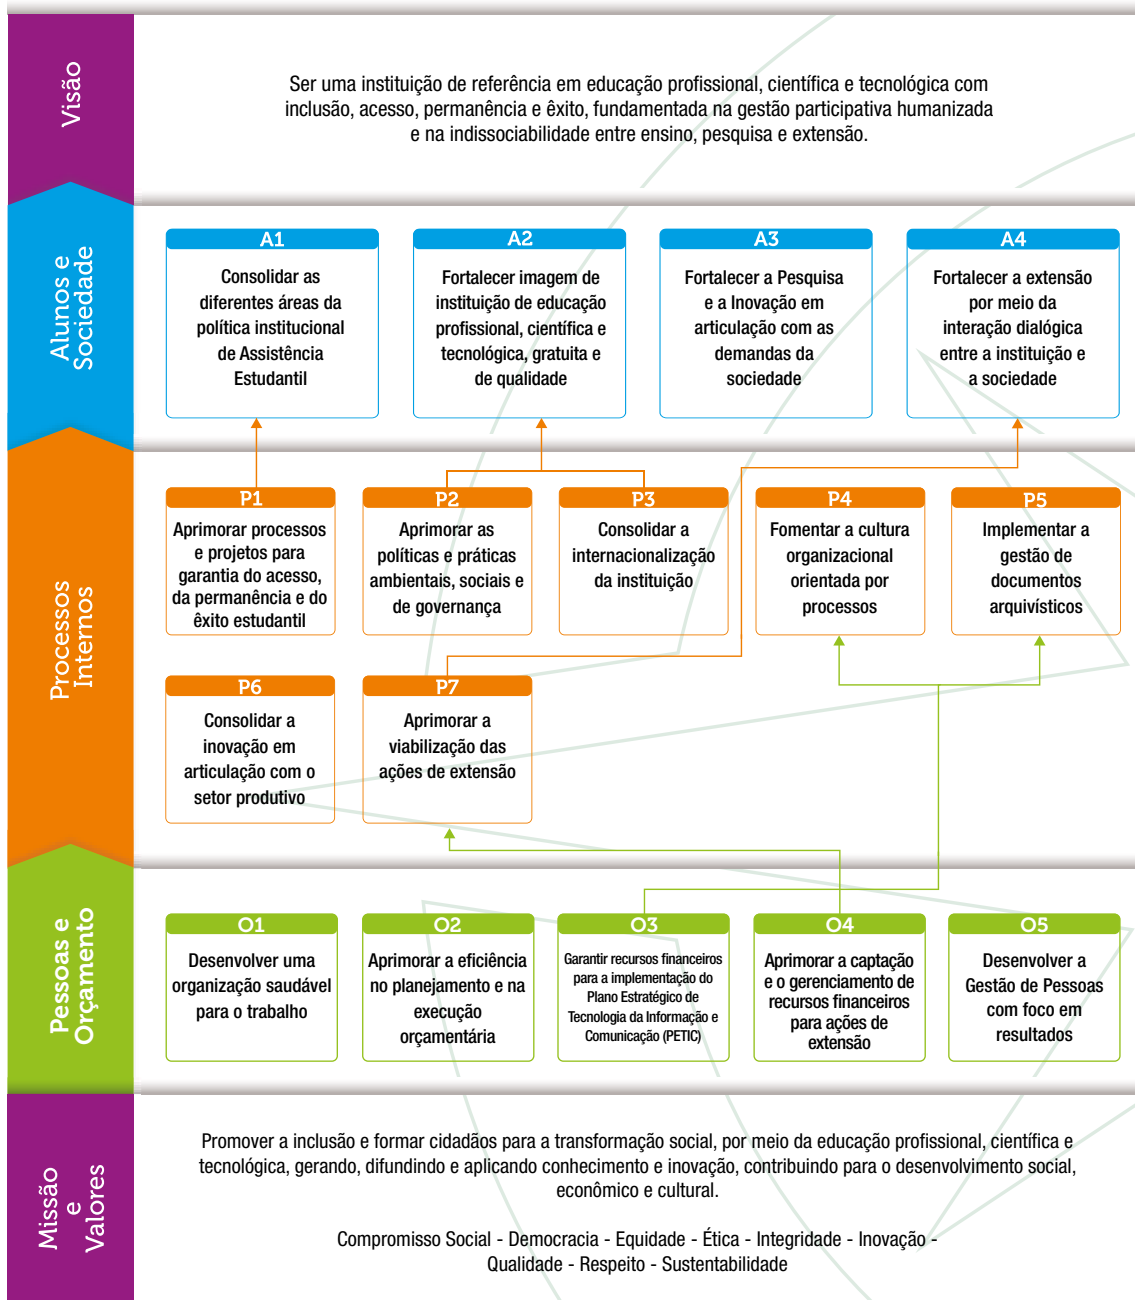 Visão
Ser uma instituição de referência em educação profissional, científica e tecnológica com
inclusão, acesso, permanência e êxito, fundamentada na gestão participativa humanizada
e na indissociabilidade entre ensino, pesquisa e extensão.
Alunos e
Sociedade
A1
Consolidar as
diferentes áreas da
política institucional
de Assistência
Estudantil
A2
Fortalecer imagem de
instituição de educação
profissional, científica e
tecnológica, gratuita e
de qualidade
A3
Fortalecer a Pesquisa
e a Inovação em
articulação com as
demandas da
sociedade
A4
Fortalecer a extensão
por meio da
interação dialógica
entre a instituição e
a sociedade
Processos
Internos
P1
Aprimorar processos
e projetos para
garantia do acesso,
da permanência e do
êxito estudantil
P2
Aprimorar as
políticas e práticas
ambientais, sociais e
de governança
P3
Consolidar a
internacionalização
da instituição
P4
Fomentar a cultura
organizacional
orientada por
processos
P5
Implementar a
gestão de
documentos
arquivísticos
P6
Consolidar a
inovação em
articulação com o
setor produtivo
P7
Aprimorar a
viabilização das
ações de extensão
Pessoas e
Orçamento
O1
Desenvolver uma
organização saudável
para o trabalho
O2
Aprimorar a eficiência
no planejamento e na
execução
orçamentária
O3
Garantir recursos financeiros
para a implementação do
Plano Estratégico de
Tecnologia da Informação e
Comunicação (PETIC)
O4
Aprimorar a captação
e o gerenciamento de
recursos financeiros
para ações de
extensão
O5
Desenvolver a
Gestão de Pessoas
com foco em
resultados
Missão
e
Valores
Promover a inclusão e formar cidadãos para a transformação social, por meio da educação profissional, científica e
tecnológica, gerando, difundindo e aplicando conhecimento e inovação, contribuindo para o desenvolvimento social,
econômico e cultural.
Compromisso Social - Democracia - Equidade - Ética - Integridade - Inovação -
Qualidade - Respeito - Sustentabilidade